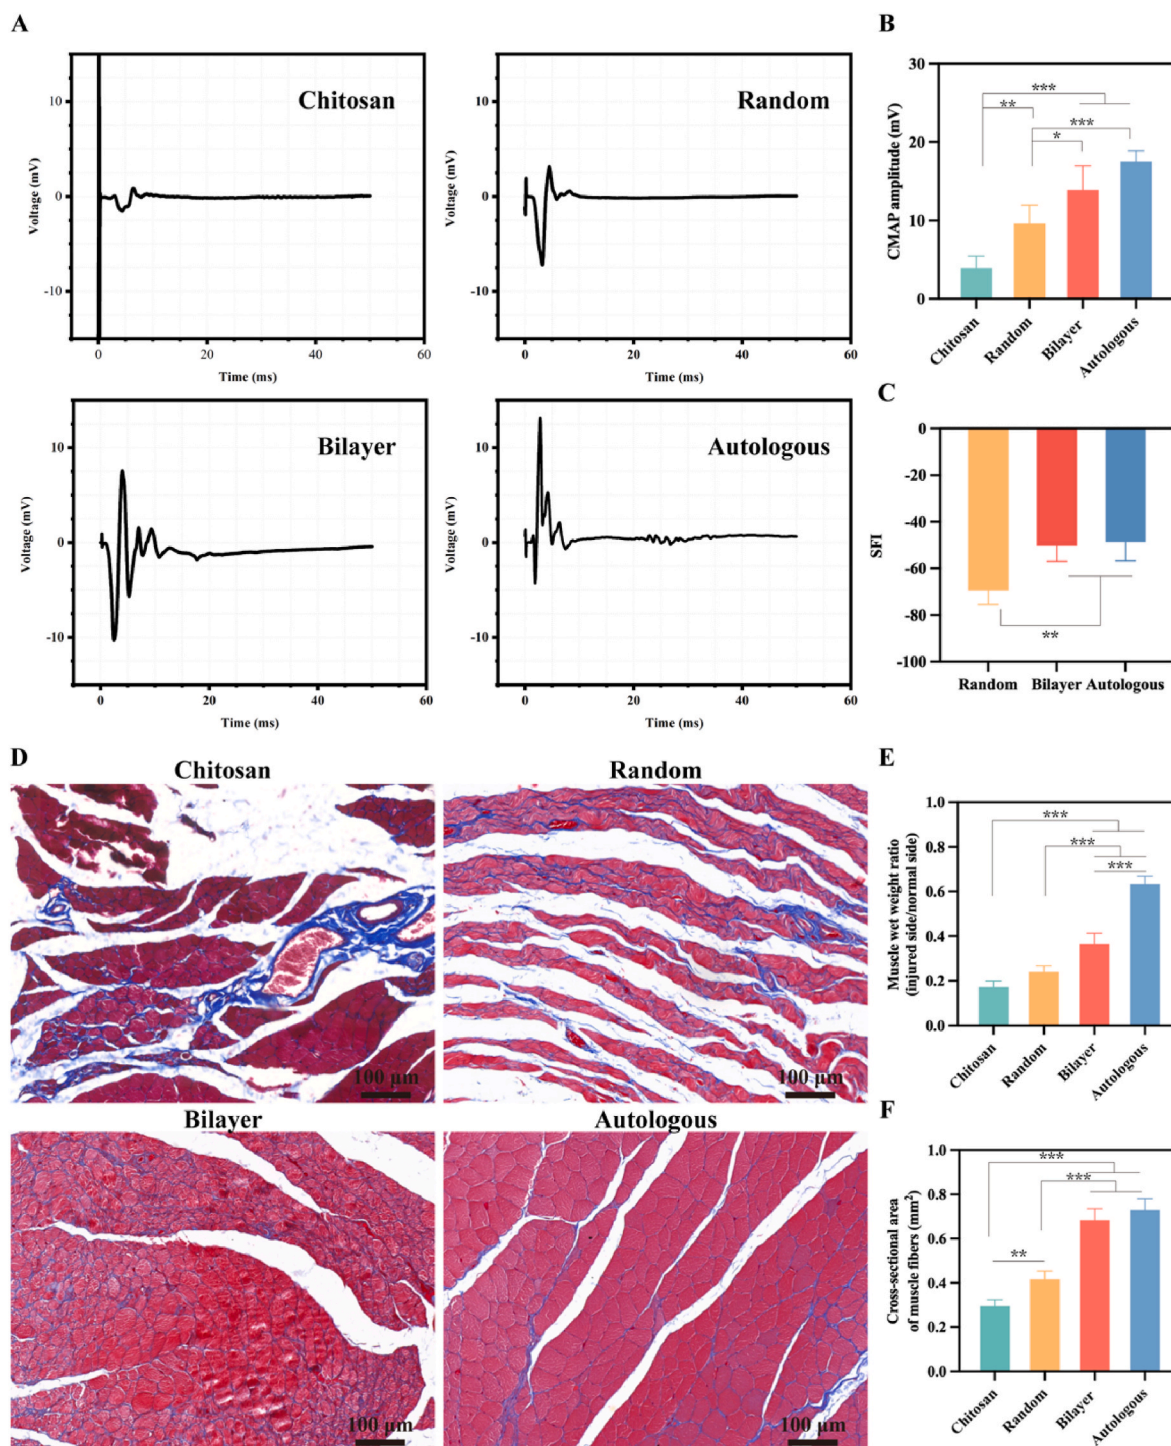 A
Chitosan
10
0
-10
Voltage (mV)
0
20
40
60
Time (ms)
Random
10
0
-10
Voltage (mV)
0
20
40
60
Time (ms)
Bilayer
10
0
-10
Voltage (mV)
0
20
40
60
Time (ms)
Autologous
10
0
-10
Voltage (mV)
0
20
40
60
Time (ms)
B
CMAP amplitude (mV)
30
20
10
0
***
**
***
*
Chitosan
Random
Bilayer
Autologous
C
SFI
-0
-20
-40
-60
-80
-100
**
Random
Bilayer
Autologous
D
Chitosan
100 μm
Random
100 μm
Bilayer
100 μm
Autologous
100 μm
E
Muscle wet weight ratio
(injured side/normal side)
1.0
0.8
0.6
0.4
0.2
0.0
***
***
***
Chitosan
Random
Bilayer
Autologous
F
Cross-sectional area
of muscle fibers (mm²)
1.0
0.8
0.6
0.4
0.2
0.0
***
***
**
Chitosan
Random
Bilayer
Autologous